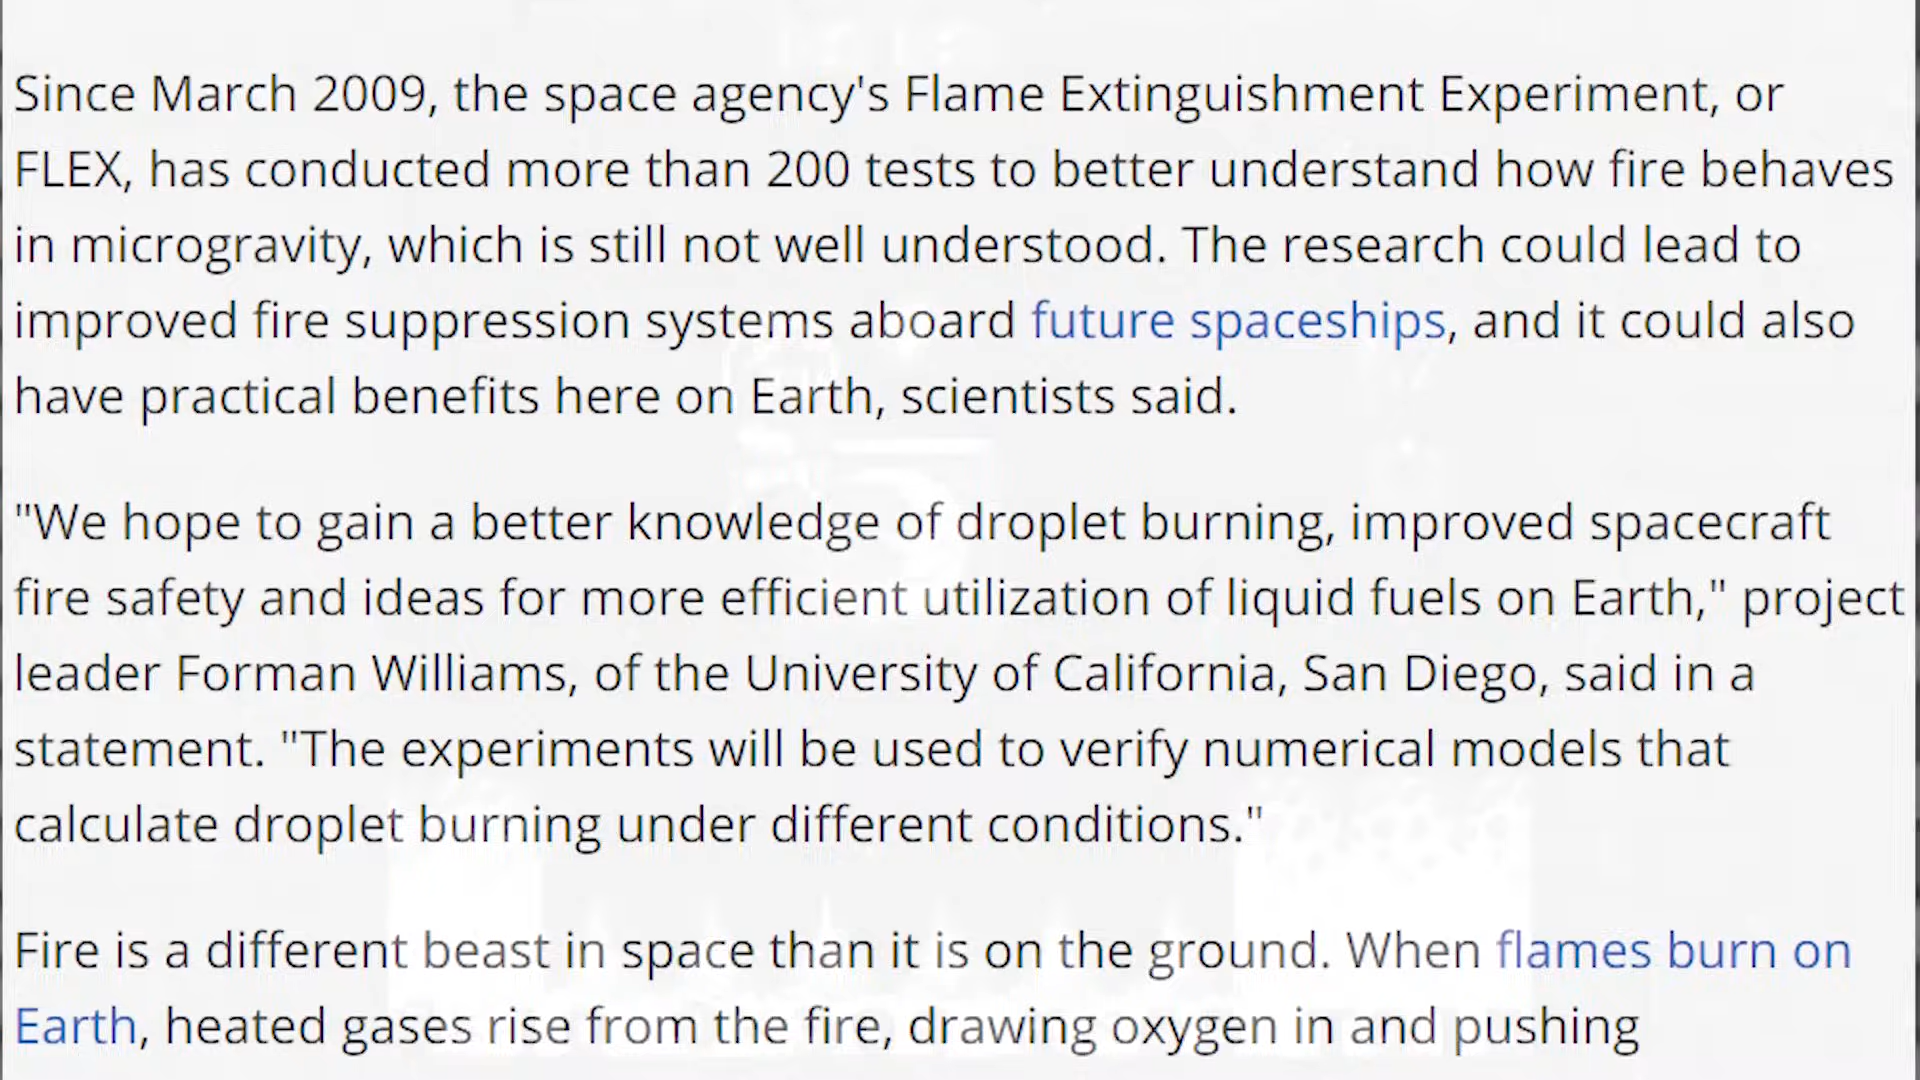 Since March 2009, the space agency's Flame Extinguishment Experiment, or
FLEX, has conducted more than 200 tests to better understand how fire behaves
in microgravity, which is still not well understood. The research could lead to
improved fire suppression systems aboard future spaceships, and it could also
have practical benefits here on Earth, scientists said.
"We hope to gain a better knowledge of droplet burning, improved spacecraft
fire safety and ideas for more efficient utilization of liquid fuels on Earth," project
leader Forman Williams, of the University of California, San Diego, said in a
statement. "The experiments will be used to verify numerical models that
calculate droplet burning under different conditions."
Fire is a different beast in space than it is on the ground. When flames burn on
Earth, heated gases rise from the fire, drawing oxygen in and pushing